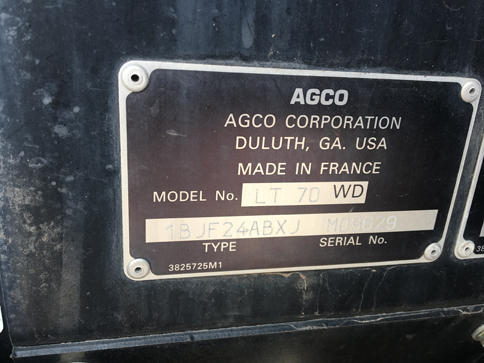 AGCO
AGCO CORPORATION
DULUTH, GA. USA
MADE IN FRANCE
MODEL No. LT 70 WD
1BJF24ABXJ
TYPE SERIAL No.
3825725M1